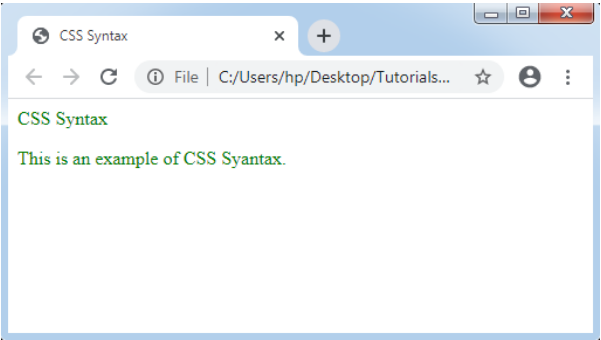 CSS Syntax
File | C:/Users/hp/Desktop/Tutorials...
CSS Syntax
This is an example of CSS Syantax.